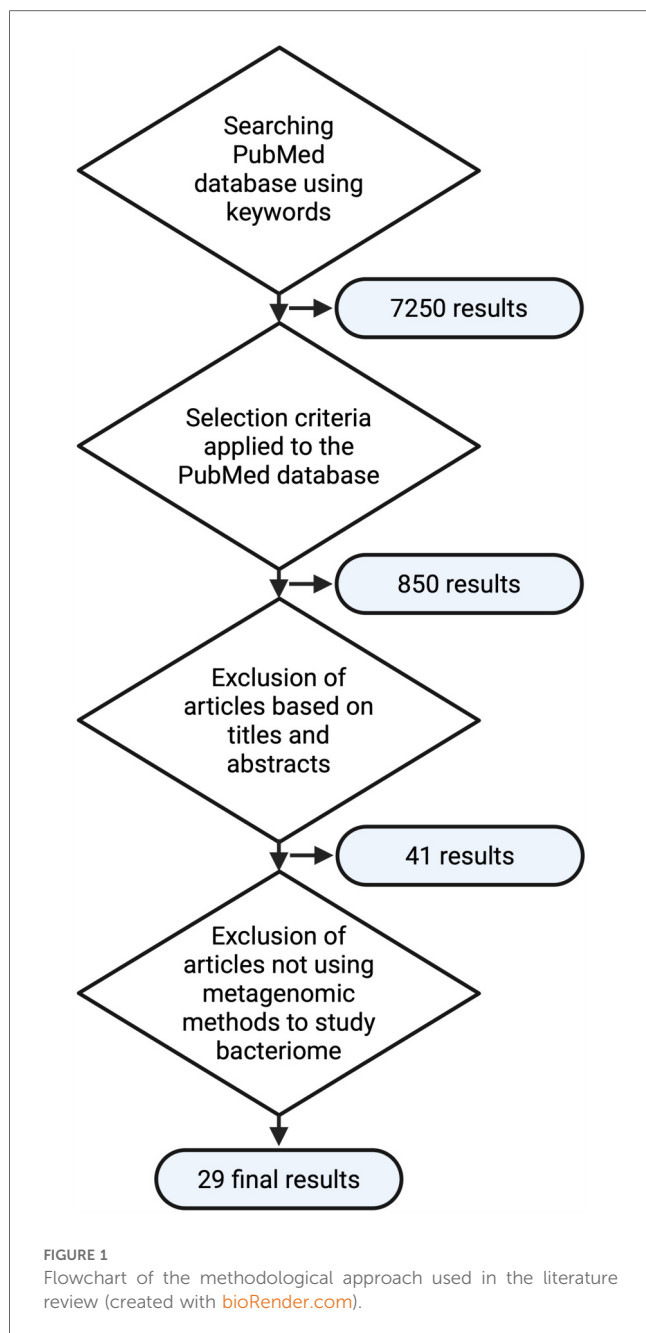 Searching
PubMed
database using
keywords
7250 results
Selection criteria
applied to the
PubMed database
850 results
Exclusion of
articles based on
titles and
abstracts
41 results
Exclusion of
articles not using
metagenomic
methods to study
bacteriome
29 final results
FIGURE 1
Flowchart of the methodological approach used in the literature
review (created with bioRender.com).